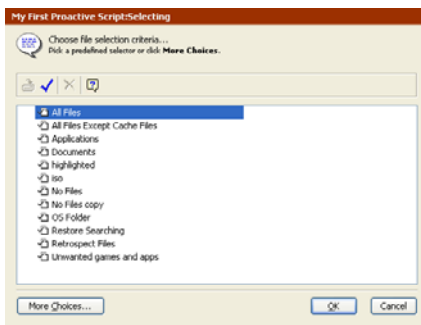 My First Proactive Script:Selecting
Choose file selection criteria...
Pick a predefined selector or click More Choices.
All Files
All Files Except Cache Files
Applications
Documents
highlighted
iso
No Files
No Files copy
OS Folder
Restore Searching
Retrospect Files
Unwanted games and apps
More Choices...
OK
Cancel